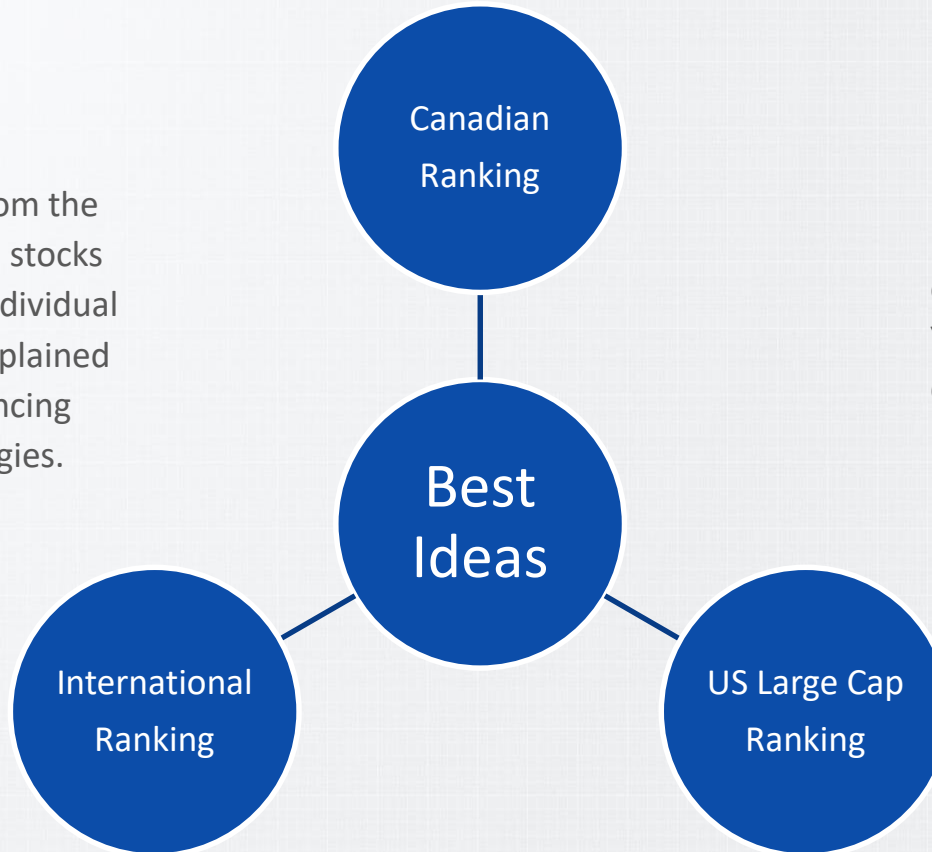 Canadian
Ranking
om the
stocks
dividual
plained
ncing
gies.
Best
Ideas
International
Ranking
US Large Cap
Ranking